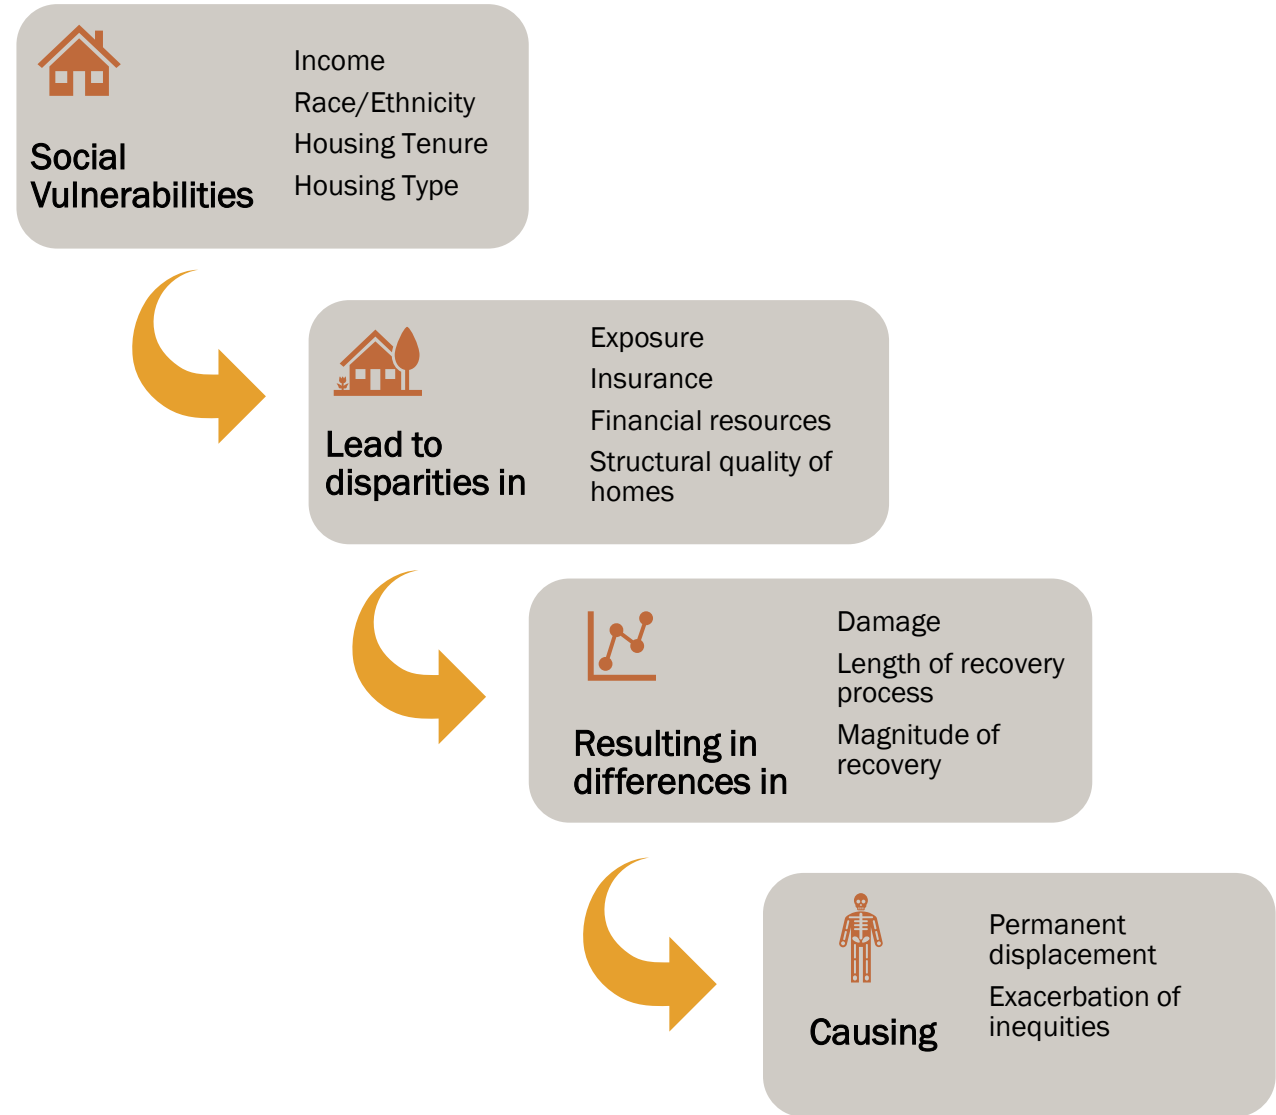 Social
Vulnerabilities
Income
Race/Ethnicity
Housing Tenure
Housing Type
Lead to
disparities in
Exposure
Insurance
Financial resources
Structural quality of
homes
Resulting in
differences in
Damage
Length of recovery
process
Magnitude of
recovery
Causing
Permanent
displacement
Exacerbation of
inequities